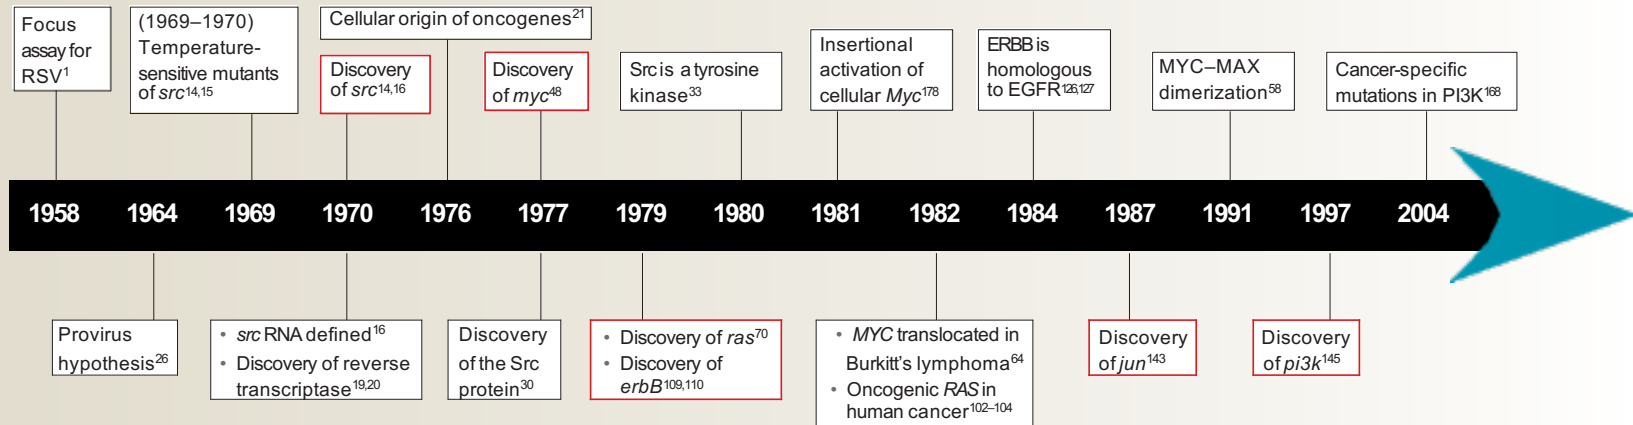 Focus
assay for
RSV1
(1969–1970)
Temperature-
sensitive mutants
of src14,15
Cellular origin of oncogenes21
Discovery
of src14,16
Discovery
of myc48
Src is a tyrosine
kinase33
Insertional
activation of
cellular Myc178
ERBB is
homologous
to EGFR126,127
MYC–MAX
dimerization58
Cancer-specific
mutations in PI3K168
1958 1964 1969 1970 1976 1977 1979 1980 1981 1982 1984 1987 1991 1997 2004
Provirus
hypothesis26
• src RNA defined16
• Discovery of reverse
transcriptase19,20
Discovery
of the Src
protein30
• Discovery of ras70
• Discovery of
erbB109,110
• MYC translocated in
Burkitt's lymphoma64
• Oncogenic RAS in
human cancer102–104
Discovery
of jun143
Discovery
of pi3k145